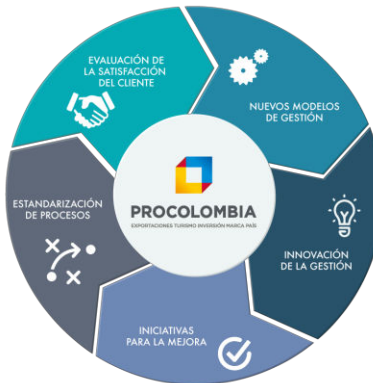 EVALUACIÓN DE
LA SATISFACCIÓN
DEL CLIENTE
NUEVOS MODELOS
DE GESTIÓN
INNOVACIÓN
DE LA GESTIÓN
INICIATIVAS
PARA LA MEJORA
ESTANDARIZACIÓN
DE PROCESOS
PROCOLOMBIA
EXPORTACIONES TURISMO INVERSIÓN MARCA PAÍS